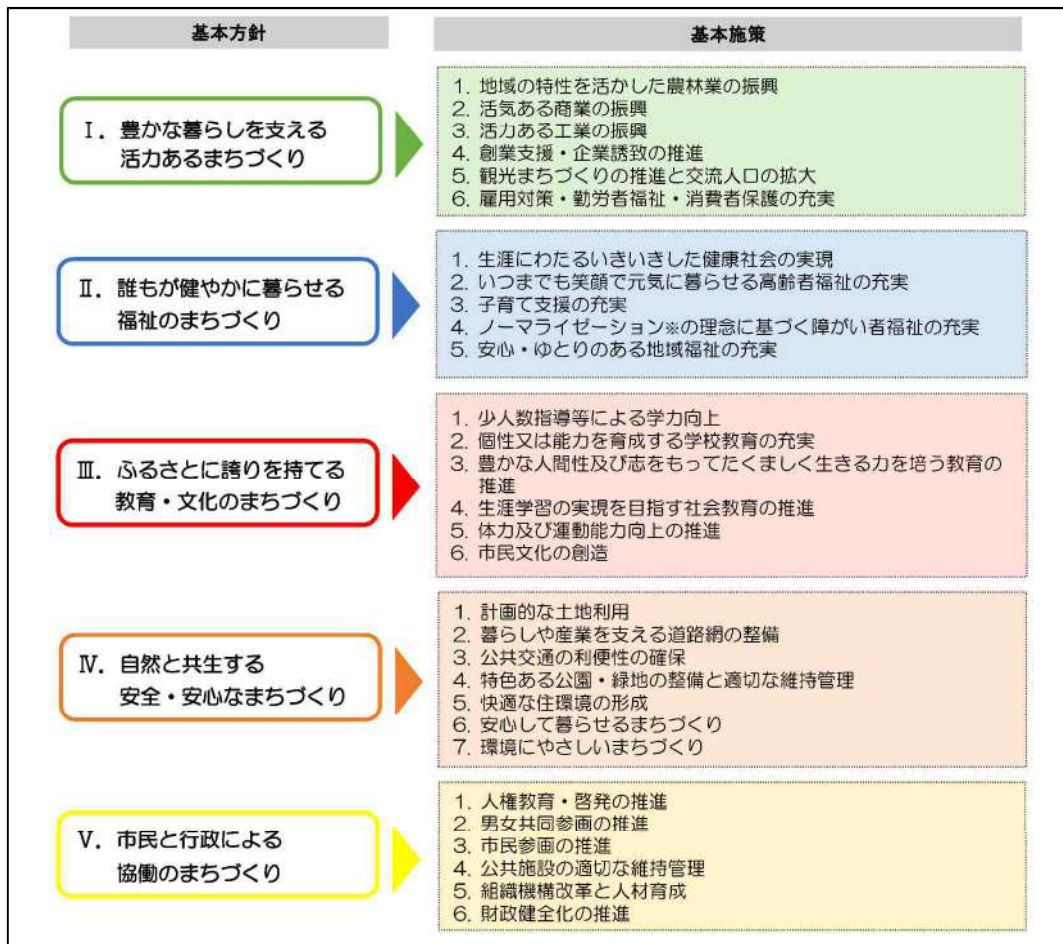 基本方針
基本施策
Ⅰ．豊かな暮らしを支える
活力あるまちづくり
1．地域の特性を活かした農林業の振興
2．活気ある商業の振興
3．活力ある工業の振興
4．創業支援・企業誘致の推進
5．観光まちづくりの推進と交流人口の拡大
6．雇用対策・勤労者福祉・消費者保護の充実
Ⅱ．誰もが健やかに暮らせる
福祉のまちづくり
1．生涯にわたるいきいきした健康社会の実現
2．いつまでも笑顔で元気に暮らせる高齢者福祉の充実
3．子育て支援の充実
4．ノーマライゼーション※の理念に基づく障がい者福祉の充実
5．安心・ゆとりのある地域福祉の充実
Ⅲ．ふるさとに誇りを持てる
教育・文化のまちづくり
1．少人数指導等による学力向上
2．個性又は能力を育成する学校教育の充実
3．豊かな人間性及び志をもってたくましく生きる力を培う教育の
推進
4．生涯学習の実現を目指す社会教育の推進
5．体力及び運動能力向上の推進
6．市民文化の創造
Ⅳ．自然と共生する
安全・安心なまちづくり
1．計画的な土地利用
2．暮らしや産業を支える道路網の整備
3．公共交通の利便性の確保
4．特色ある公園・緑地の整備と適切な維持管理
5．快適な住環境の形成
6．安心して暮らせるまちづくり
7．環境にやさしいまちづくり
Ⅴ．市民と行政による
協働のまちづくり
1．人権教育・啓発の推進
2．男女共同参画の推進
3．市民参画の推進
4．公共施設の適切な維持管理
5．組織機構改革と人材育成
6．財政健全化の推進